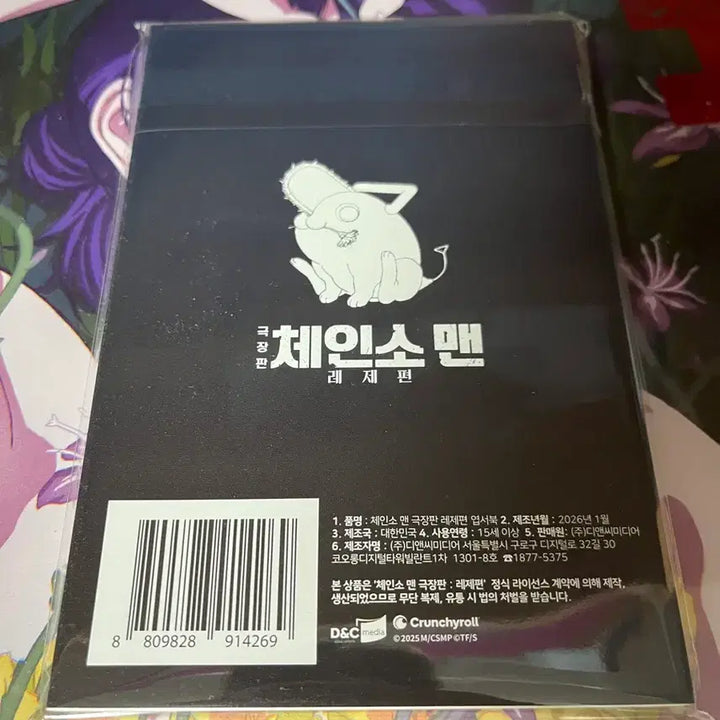 극장판
체인소 맨
레제편
1. 품명 : 체인소 맨 극장판 레제편 엽서북 2. 제조년월 : 2026년 1월
3. 제조국 : 대한민국 4. 사용연령 : 15세 이상 5. 판매원: (주)디앤씨미디어
6. 제조자명 : (주)디앤씨미디어 서울특별시 구로구 디지털로 32길 30
코오롱디지털타워빌란트1차 1301-8호 ☎1877-5375
본 상품은 '체인소 맨 극장판 : 레제편' 정식 라이선스 계약에 의해 제작,
생산되었으므로 무단 복제, 유통 시 법의 처벌을 받습니다.
D&C media Crunchyroll
©2025 M/CSMP ©TF/S
8 809828 914269